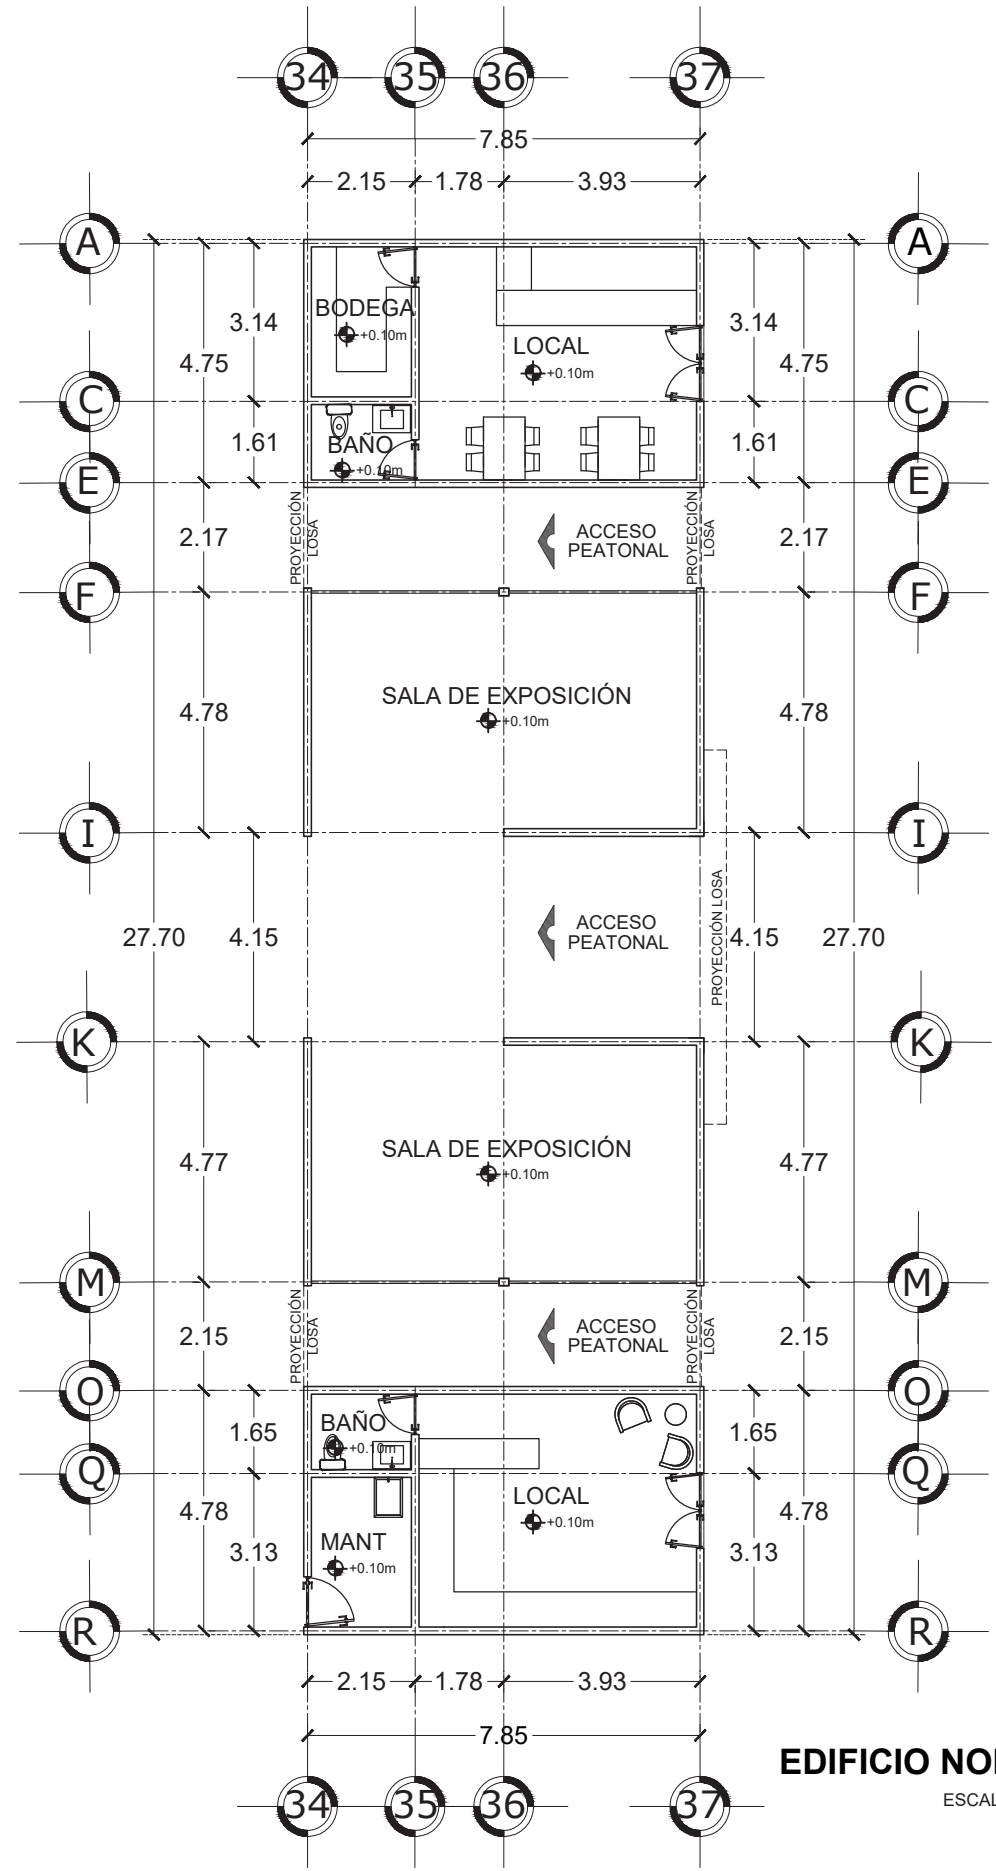 34 35 36 37
7.85
2.15 1.78 3.93
A A
BODEGA
+0.10m
3.14 3.14
LOCAL
+0.10m
4.75 4.75
C C
1.61 1.61
BAÑO
+0.10m
E E
PROYECCIÓN
LOSA
2.17
ACCESO
PEATONAL
PROYECCIÓN
LOSA
2.17
F F
SALA DE EXPOSICIÓN
+0.10m
4.78 4.78
I I
27.70 4.15
ACCESO
PEATONAL
PROYECCIÓN LOSA
4.15 27.70
K K
SALA DE EXPOSICIÓN
+0.10m
4.77 4.77
M M
PROYECCIÓN
LOSA
2.15
ACCESO
PEATONAL
PROYECCIÓN
LOSA
2.15
O O
BAÑO
+0.10m
1.65 1.65
Q Q
LOCAL
+0.10m
4.78 4.78
MANT
+0.10m
3.13 3.13
R R
2.15 1.78 3.93
7.85
34 35 36 37
EDIFICIO